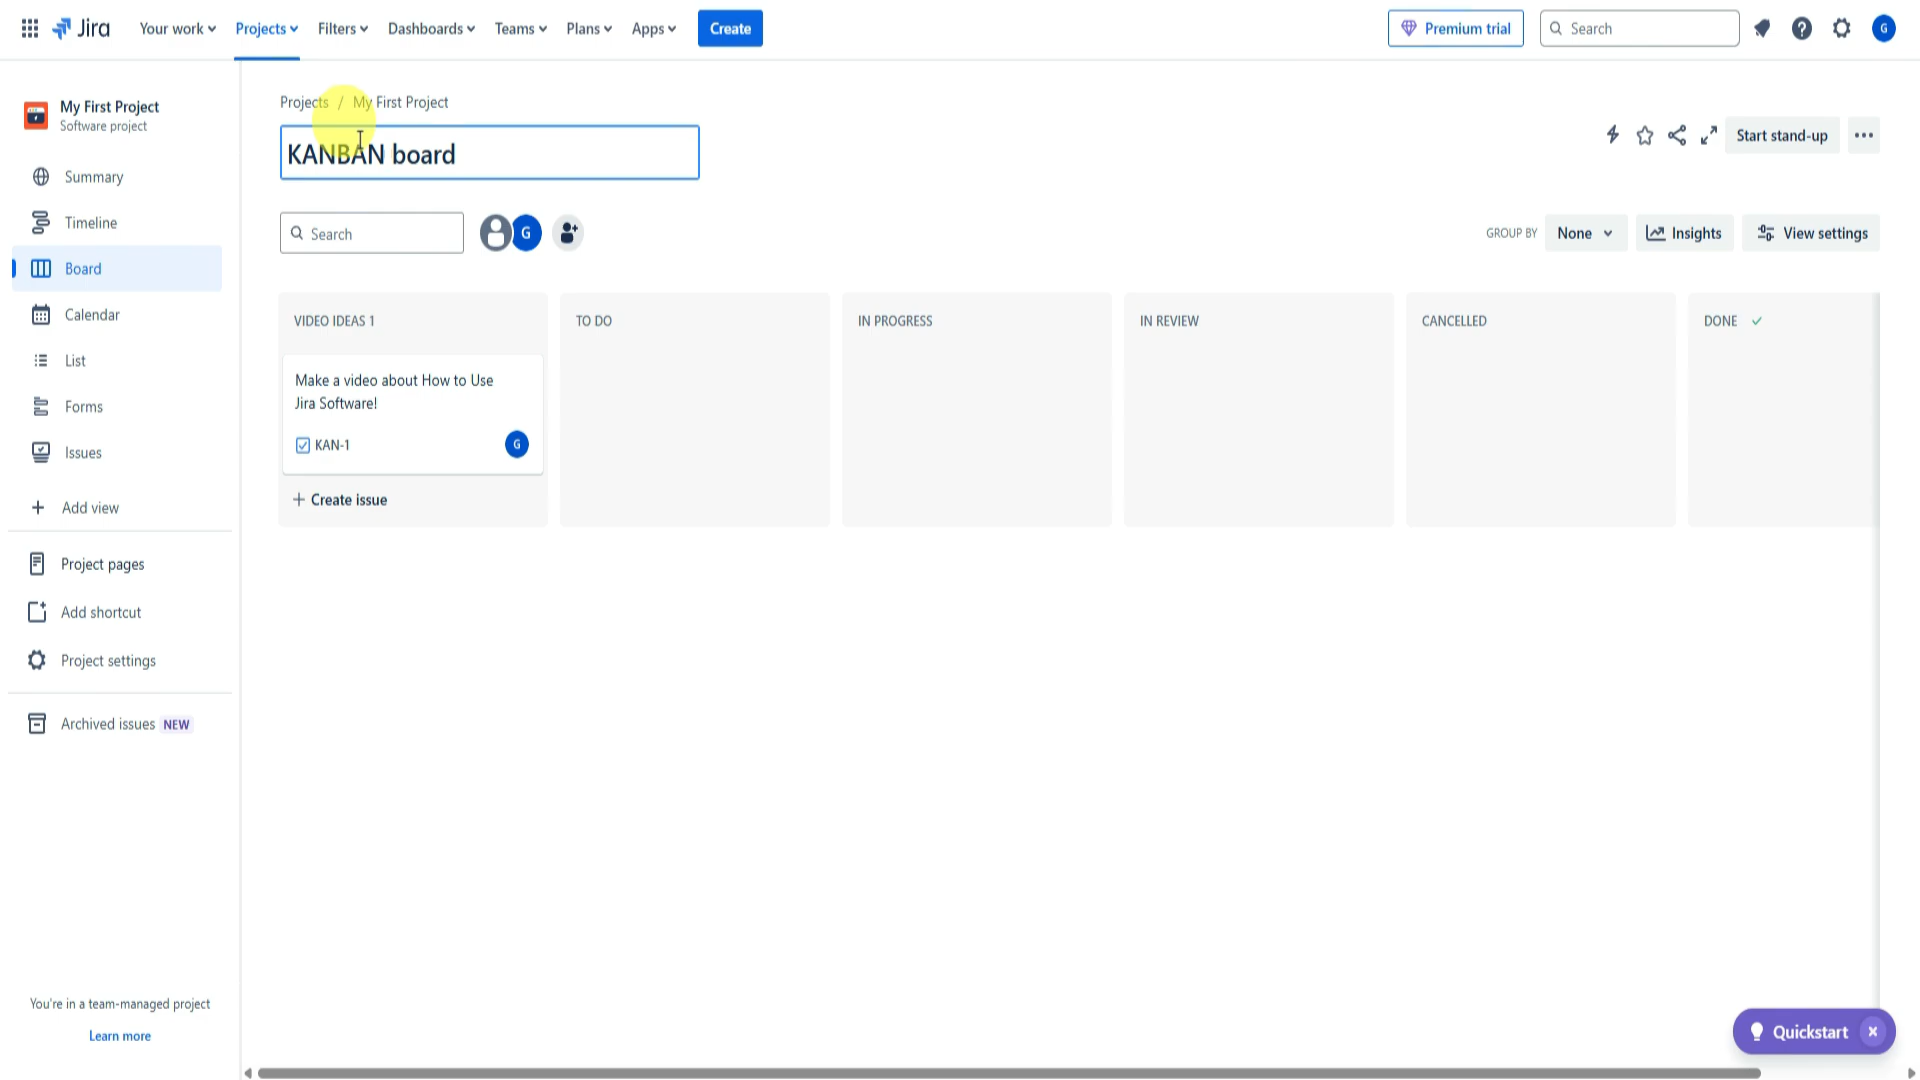 Jira
Your work
Projects
Filters
Dashboards
Teams
Plans
Apps
Create
Premium trial
Search
G
My First Project
Software project
Summary
Timeline
Board
Calendar
List
Forms
Issues
Add view
Project pages
Add shortcut
Project settings
Archived issues NEW
You're in a team-managed project
Learn more
Projects / My First Project
KANBAN board
Start stand-up
Search
G
GROUP BY
None
Insights
View settings
VIDEO IDEAS 1
Make a video about How to Use
Jira Software!
KAN-1
G
+ Create issue
TO DO
IN PROGRESS
IN REVIEW
CANCELLED
DONE
Quickstart